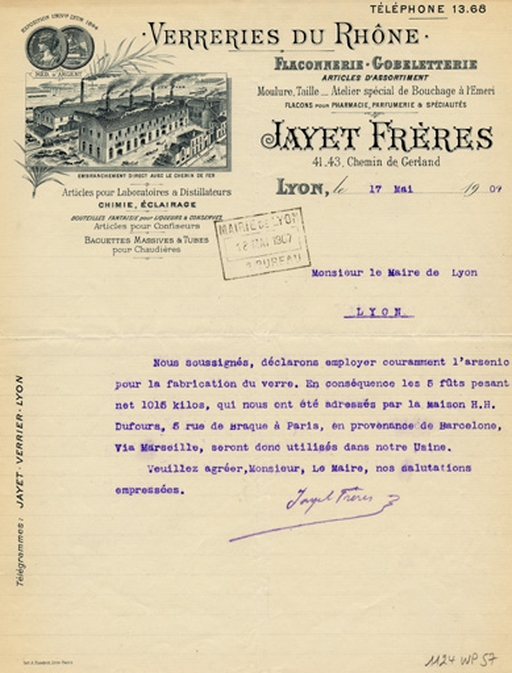 TÉLÉPHONE 13.68
EXPOSITION UNIVˡˡᵉ LYON 1894
MÉD. D'ARGENT
VERRERIES DU RHÔNE
FLACONNERIE - GOBELETTERIE
ARTICLES D'ASSORTIMENT
Moulure, Taille _ Atelier spécial de Bouchage à l'Emeri
FLACONS POUR PHARMACIE, PARFUMERIE & SPÉCIALITÉS
JAYET FRÈRES
41.43, Chemin de Gerland
EMBRANCHEMENT DIRECT AVEC LE CHEMIN DE FER
Articles pour Laboratoires & Distillateurs
CHIMIE, ÉCLAIRAGE
BOUTEILLES FANTAISIE POUR LIQUEURS & CONSERVES
Articles pour Confiseurs
BAGUETTES MASSIVES & TUBES
pour Chaudières
LYON, le 17 Mai 19 07
MAIRIE DE LYON
18 MAI 1907
BUREAU
Monsieur le Maire de Lyon
LYON
Nous soussignés, déclarons employer couramment l'arsenic
pour la fabrication du verre. En conséquence les 5 fûts pesant
net 1015 kilos, qui nous ont été adressés par la Maison H.H.
Dufours, 5 rue de Braque à Paris, en provenance de Barcelone,
Via Marseille, seront donc utilisés dans notre Usine.
Veuillez agréer,Monsieur, Le Maire, nos salutations
empressées.
Jayet Frères
Télégrammes: JAYET-VERRIER-LYON
1124 WP 57